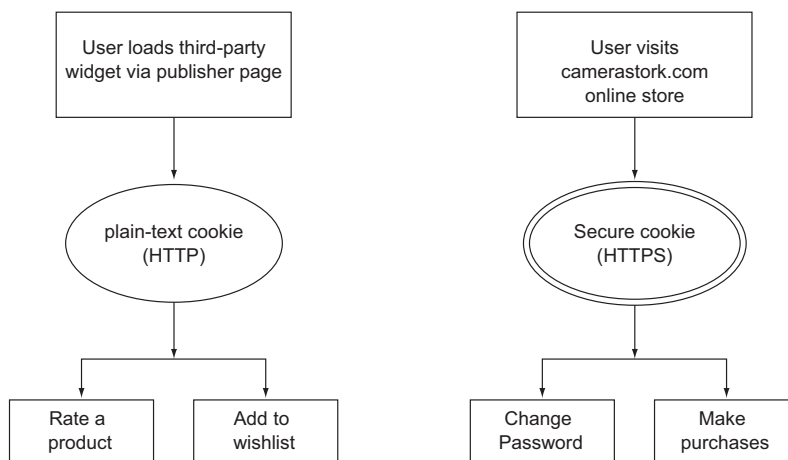 User loads third-party
widget via publisher page
User visits
camerastork.com
online store
plain-text cookie
(HTTP)
Secure cookie
(HTTPS)
Rate a
product
Add to
wishlist
Change
Password
Make
purchases